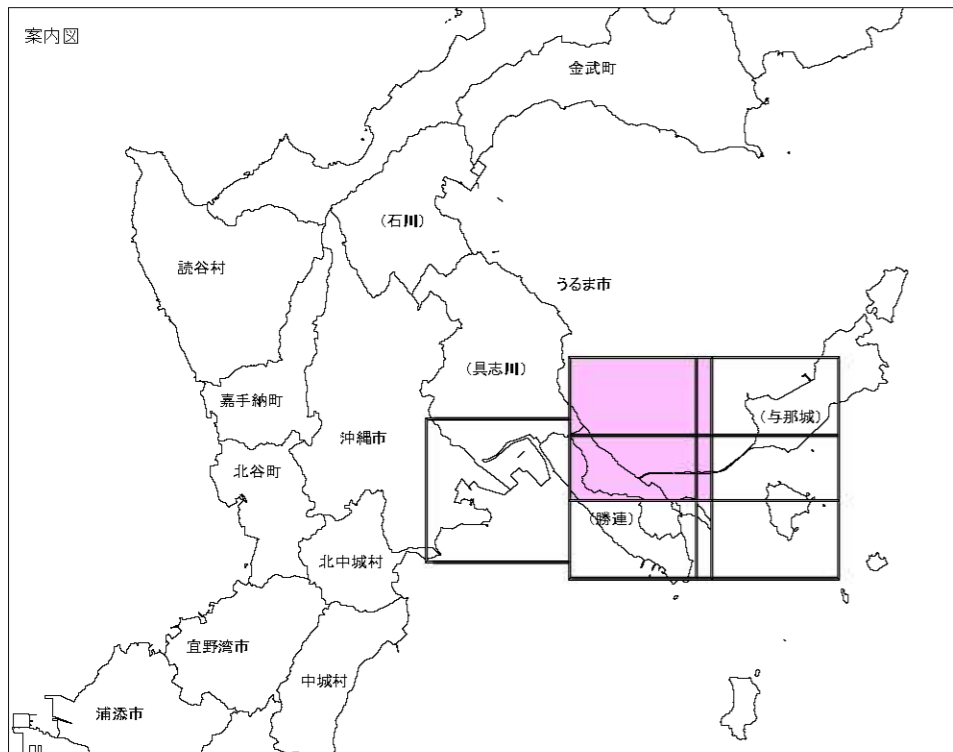 案内図
金武町
(石川)
読谷村
うるま市
(具志川)
嘉手納町
(与那城)
沖縄市
北谷町
(勝連)
北中城村
宜野湾市
中城村
浦添市